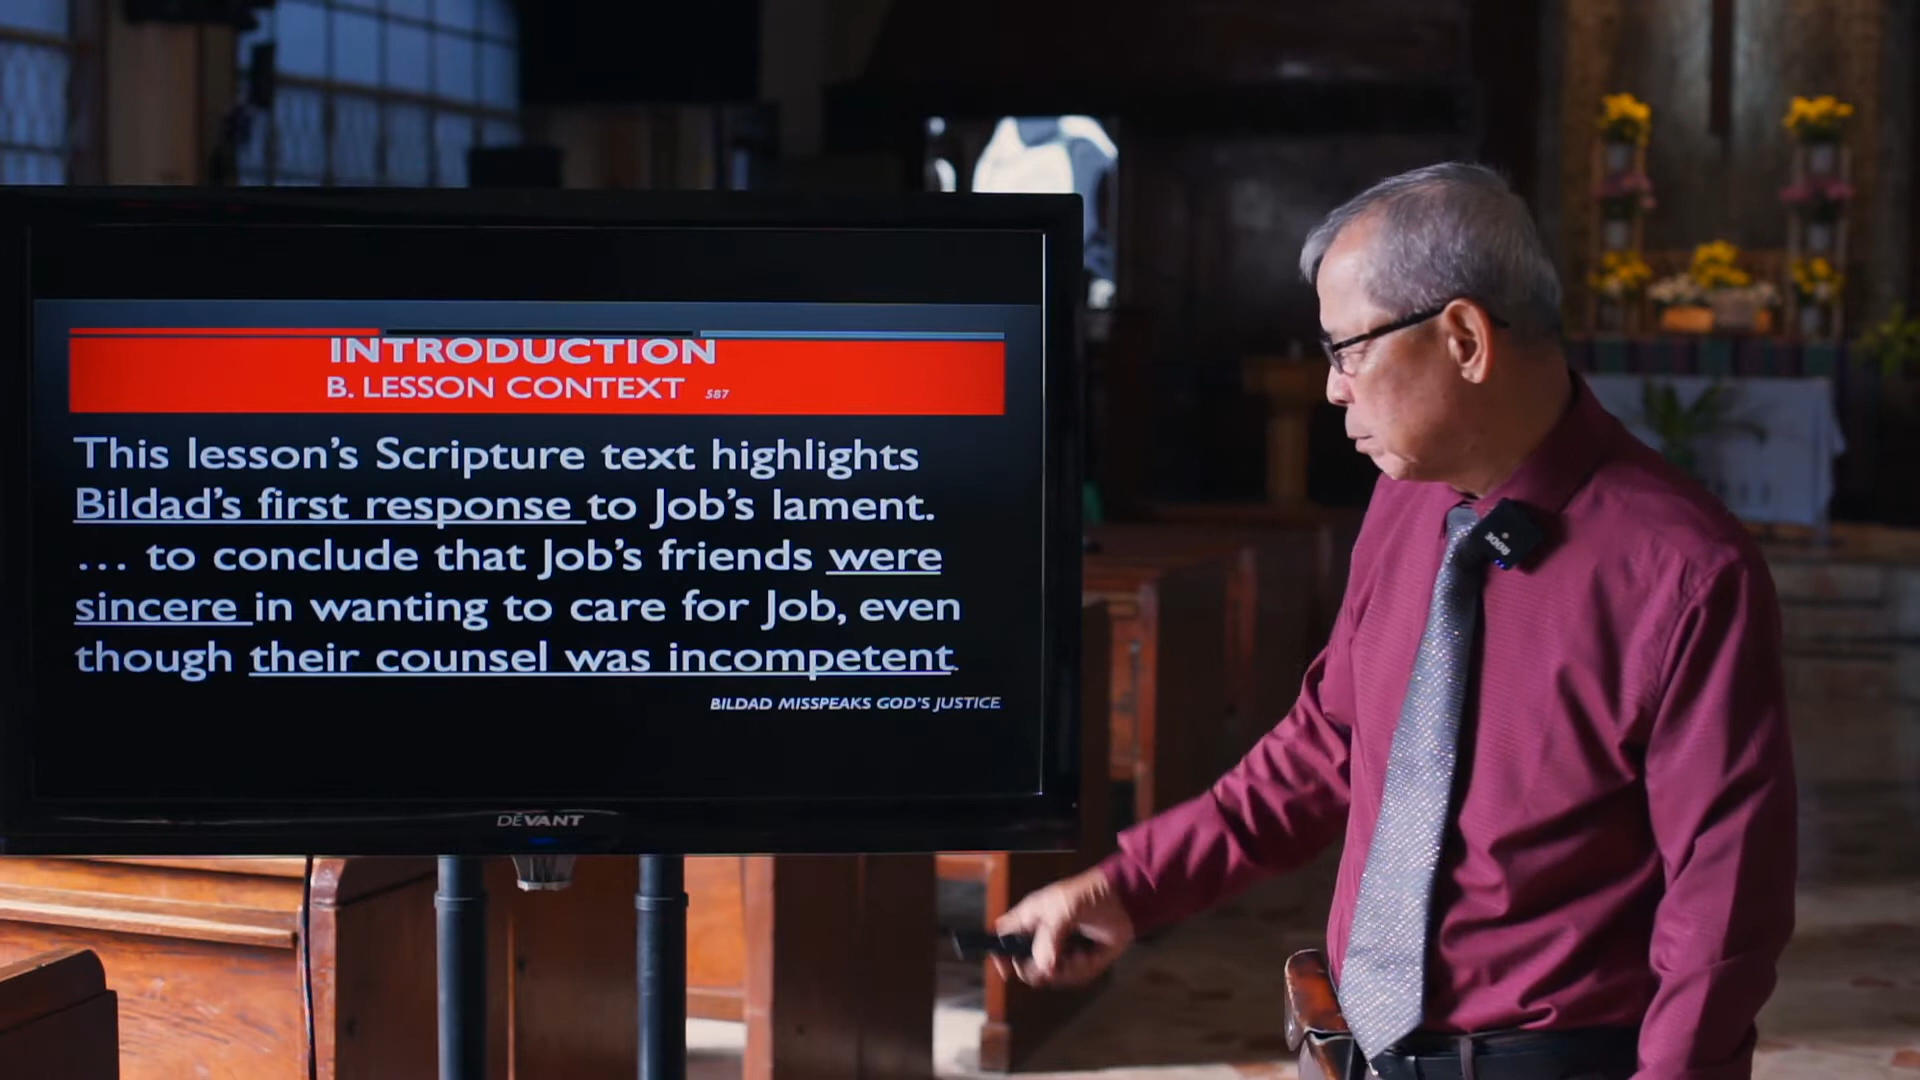 INTRODUCTION
B. LESSON CONTEXT 587
This lesson's Scripture text highlights
Bildad's first response to Job's lament.
... to conclude that Job's friends were
sincere in wanting to care for Job, even
though their counsel was incompetent.
BILDAD MISSPEAKS GOD'S JUSTICE
DEVANT
RODE